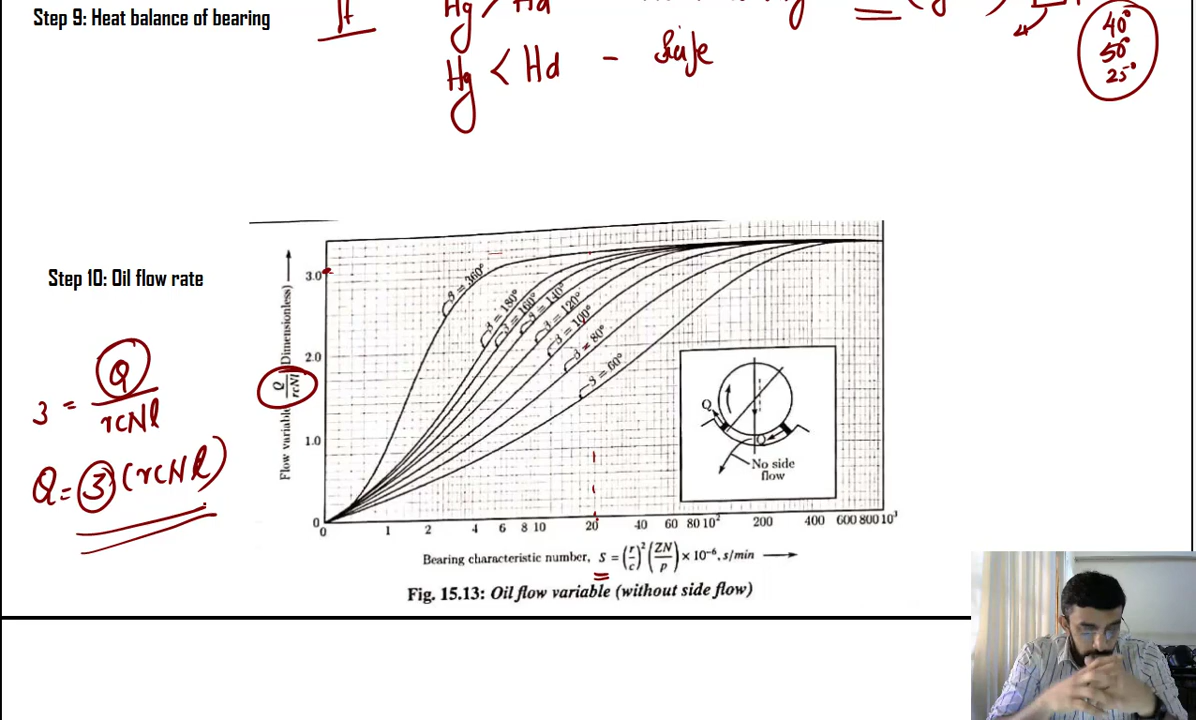 Step 9: Heat balance of bearing
If
Hg > Hd
40°
50°
25°
Hg < Hd - Safe
Step 10: Oil flow rate
3 = Q / rcNl
Q = 3 (rcNl)
Flow variable Q/rcNl (Dimensionless)
3.0
2.0
1.0
0
β = 360°
β = 180°
β = 160°
β = 140°
β = 120°
β = 100°
β = 80°
β = 60°
Q
Q
No side
flow
0 1 2 4 6 8 10 20 40 60 80 10² 200 400 600 800 10³
Bearing characteristic number, S = (r/c)² (ZN/p) × 10⁻⁶, s/min
Fig. 15.13: Oil flow variable (without side flow)